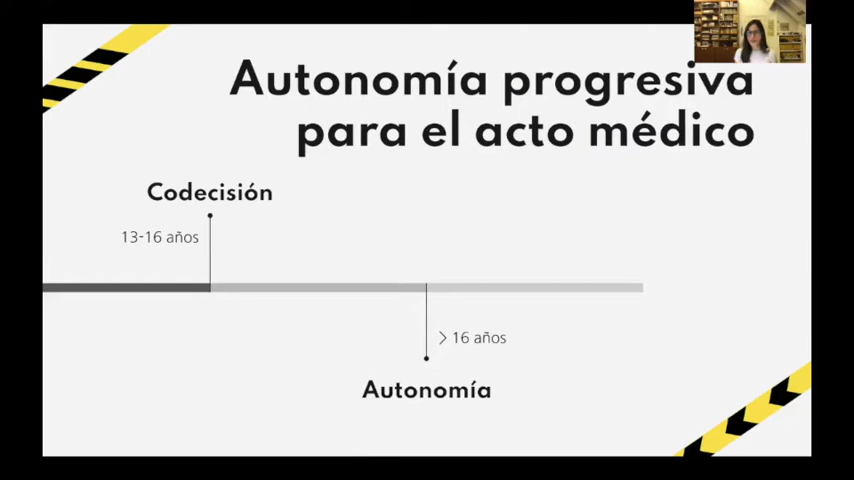 Autonomía progresiva
para el acto médico
Codecisión
13-16 años
> 16 años
Autonomía